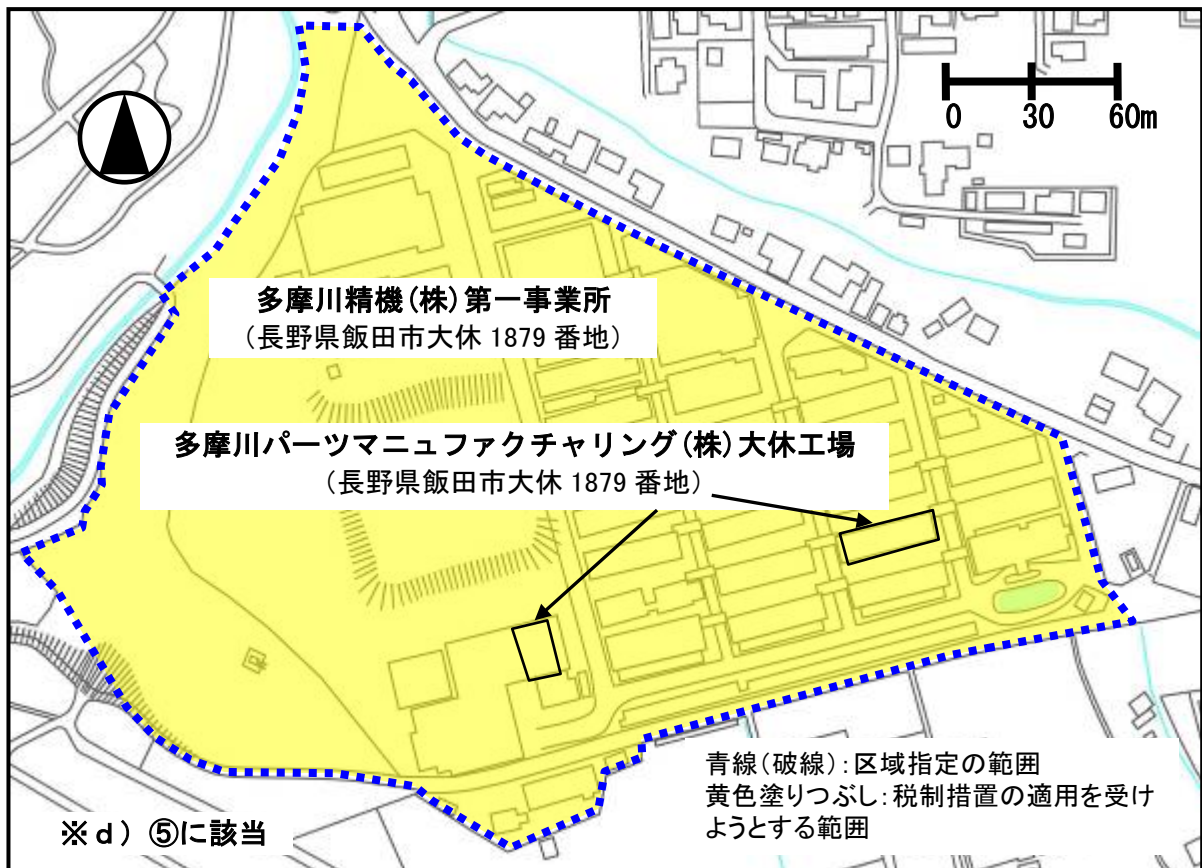 0 30 60m
多摩川精機(株)第一事業所
(長野県飯田市大休 1879 番地)
多摩川パーツマニュファクチャリング(株)大休工場
(長野県飯田市大休 1879 番地)
青線(破線):区域指定の範囲
黄色塗りつぶし:税制措置の適用を受け
ようとする範囲
※d) ⑤に該当